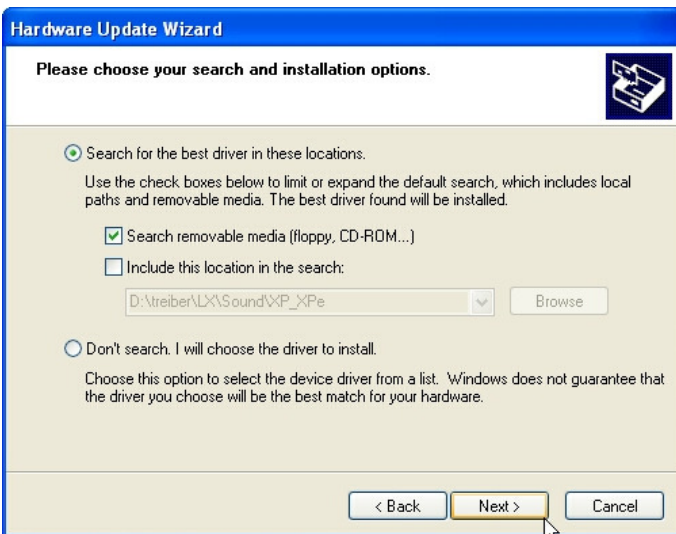 Hardware Update Wizard
Please choose your search and installation options.
Search for the best driver in these locations.
Use the check boxes below to limit or expand the default search, which includes local
paths and removable media. The best driver found will be installed.
Search removable media (floppy, CD-ROM...)
Include this location in the search:
D:\treiber\LX\Sound\XP_XPe
Browse
Don't search. I will choose the driver to install.
Choose this option to select the device driver from a list. Windows does not guarantee that
the driver you choose will be the best match for your hardware.
< Back
Next >
Cancel